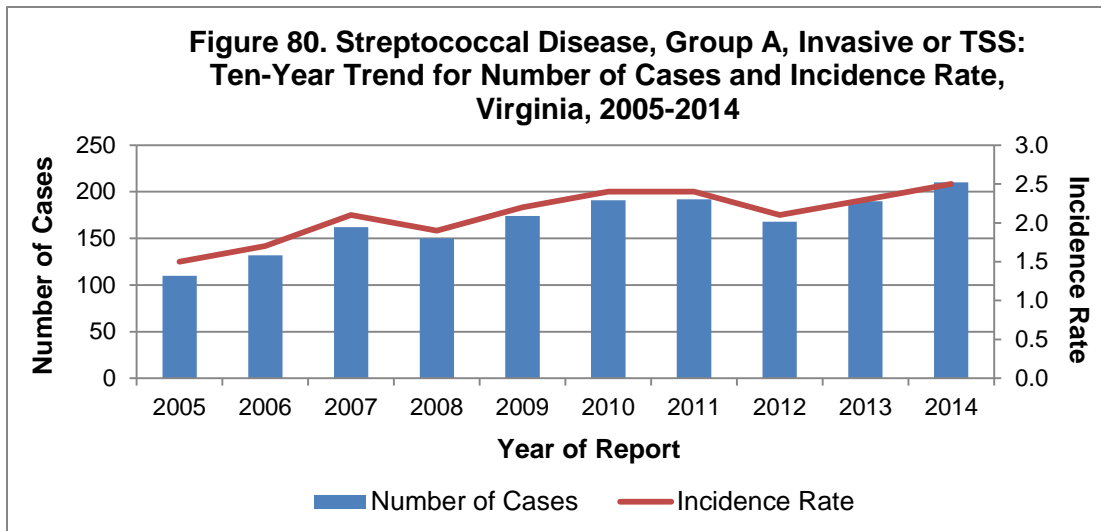 Figure 80. Streptococcal Disease, Group A, Invasive or TSS:
Ten-Year Trend for Number of Cases and Incidence Rate,
Virginia, 2005-2014
Number of Cases
250
200
150
100
50
0
3.0
2.5
2.0
1.5
1.0
0.5
0.0
Incidence Rate
2005 2006 2007 2008 2009 2010 2011 2012 2013 2014
Year of Report
Number of Cases Incidence Rate